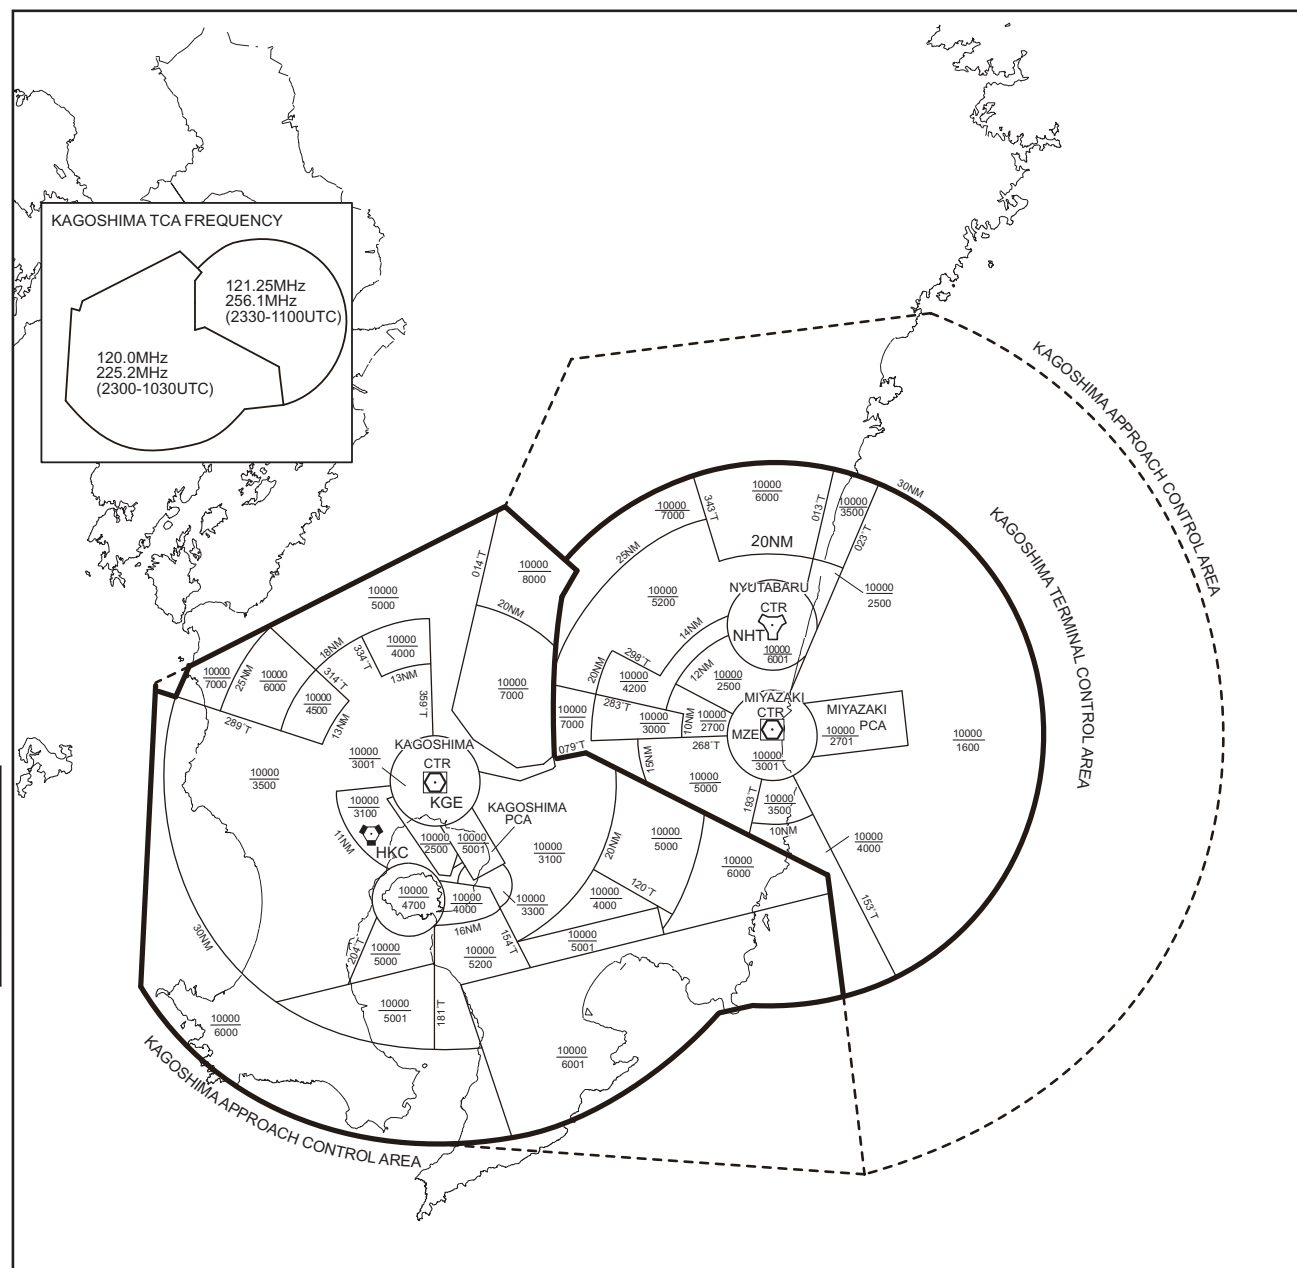 KAGOSHIMA TCA FREQUENCY
121.25MHz
256.1MHz
(2330-1100UTC)
120.0MHz
225.2MHz
(2300-1030UTC)
KAGOSHIMA APPROACH CONTROL AREA
KAGOSHIMA TERMINAL CONTROL AREA
30NM
10000
6000
10000
7000
343°T
013°T
10000
3500
023°T
25NM
20NM
10000
2500
014°T
10000
8000
20NM
10000
5200
NYUTABARU
CTR
NHT
10000
6001
14NM
10000
5000
18NM
334°T
10000
4000
13NM
298°T
20NM
10000
4200
12NM
10000
2500
10000
7000
25NM
10000
6000
314°T
10000
4500
13NM
359°T
10000
7000
283°T
10000
3000
10NM
10000
2700
MIYAZAKI
CTR
MZE
10000
3001
MIYAZAKI
PCA
10000
2701
10000
1600
289°T
10000
7000
079°T
268°T
15NM
10000
5000
10000
3500
10000
3001
KAGOSHIMA
CTR
KGE
193°T
10000
3500
10NM
10000
4000
153°T
10000
3100
11NM
HKC
10000
2500
10000
5001
KAGOSHIMA
PCA
10000
3100
20NM
10000
5000
10000
6000
120°T
10000
4000
10000
4700
10000
4000
10000
3300
16NM
154°T
10000
5001
204°T
10000
5000
10000
5200
30NM
10000
5001
181°T
10000
6000
10000
6001
KAGOSHIMA APPROACH CONTROL AREA